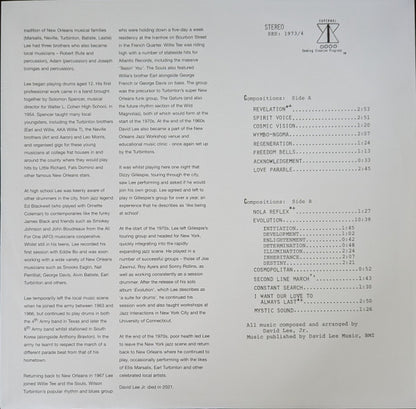 tradition of New Orleans musical families
(Marsalis, Neville, Turbinton, Batiste, Lastie)
Lee had three brothers who also became
local musicians – Robert (Bass and
percussion), Adam (percussion) and Joseph
(bongos and percussion).
Lee began playing drums aged 12. His first
professional work came in a band brought
together by Solomon Spencer, musical
director by Walter L. Cohen High School, in
1954. Spencer taught many local
youngsters, including the Turbinton brothers
(Earl and Willie, AKA Willie T), the Neville
brothers (Art and Aaron) and Leo Morris,
and organised gigs for these young
musicians at college hot houses in and
around the county where they would play
hits by Little Richard, Fats Domino and
other famous New Orleans stars.
At high school Lee was keenly aware of
other drummers in the city, from jazz legend
Ed Blackwell (who played with Ornette
Coleman) to contemporaries like the funky
James Black and friends such as Smokey
Johnson and John Boudreaux from the All
For One (AFO) musicians cooperative.
Whilst still in his teens, Lee recorded his
first session with Eddie Bo and was soon
working with a wide variety of New Orleans
musicians such as Smokes Eaglin, Nat
Perrilliat, George Davis, Alvin Batiste, Earl
Turbinton and others.
Lee temporarily left the local music scene
when he joined the army between 1963 and
1966, but continued to play drums in both
the 4th Army band in Texas and later the
8th Army band whilst stationed in South
Korea (alongside Anthony Braxton). In the
army he learnt to respect the march of a
different parade beat from that of his
hometown.
Returning back to New Orleans in 1967 Lee
joined Willie Tee and the Souls, Wilson
Turbinton's popular rhythm and blues group
who were holding down a five-day a week
residency at the Ivanhoe on Bourbon Street
in the French Quarter. Willie Tee was riding
high with a number of statewide hits for
Atlantic Records, including the massive
'Teasin' You'. The Souls also featured
Willie's brother Earl alongside George
French or George Davis on bass. The group
was the precursor to Turbinton's super New
Orleans funk group, The Gaturs (and also
the future rhythm section of the Wild
Magnolias), both of which would form at the
start of the 1970s. At the end of the 1960s
David Lee also became a part of the New
Orleans Jazz Workshop venue and
educational music clinic - once again set up
by Turbinton.
It was whilst playing here one night that
Dizzy Gillespie, touring through the city,
saw Lee performing and asked if he would
join his own group. Lee agreed and left to
play in Gillespie's group for over a year, an
experience that he describes as 'like being
at school'
At the start of the 1970s, Lee left Gillespie's
touring group and headed for New York,
quickly integrating into the rapidly
expanding jazz scene. He played in a
number of successful groups - those of Joe
Zawinul, Roy Ayers and Sonny Rollins, as
well as working consistently as a session
drummer. After the release of his solo
album 'Evolution', which Lee describes as
'a suite for drums', he continued his
session work and also taught workshops at
Jazz Interactions in New York City and the
University of Connecticut.
At the end of the 1970s, poor health led Lee
to leave the New York jazz scene and return
back to New Orleans where he continued to
play, occasionally performing with the likes
of Ellis Marsalis, Earl Turbinton and other
celebrated local artists.
David Lee Jr. died in 2021.
STEREO
SRS: 1973/4
SUPERNAL
Compositions: Side A
REVELATION 2:52
SPIRIT VOICE 2:51
COSMIC VISION 1:20
NYMBO-NGOMA 3:07
REGENERATION 1:24
FREEDOM BELLS 1:13
ACKNOWLEDGEMENT 0:33
LOVE PARABLE 2:45
Compositions: Side B
NOLA REFLEX 1:27
EVOLUTION 10:38
INITIATION 1:45
DEVELOPMENT 1:02
ENLIGHTENMENT 0:42
DETERMINATION 0:48
ILLUMINATION 1:26
INHERITANCE 2:07
DESTINY 2:21
COSMOPOLITAN 0:52
SECOND LINE MARCH 1:43
CONSTANT SEARCH 1:30
I WANT OUR LOVE TO
ALWAYS LAST 2:50
MYSTIC SOUND 1:26
All music composed and arranged by
David Lee, Jr.
Music published by David Lee Music, BMI